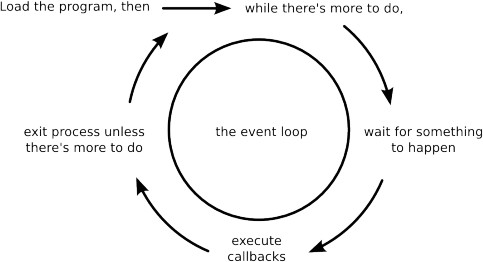 Load the program, then
while there's more to do,
wait for something
to happen
execute
callbacks
exit process unless
there's more to do
the event loop